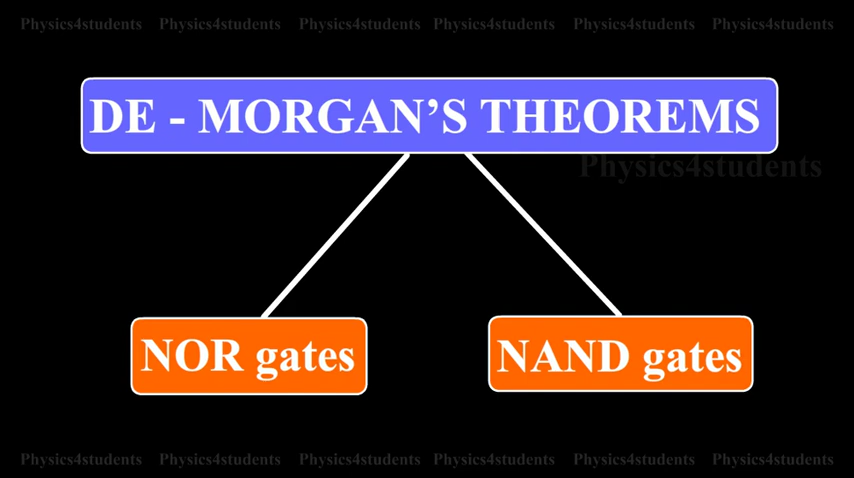 Physics4students Physics4students Physics4students Physics4students Physics4students Physics4students
DE - MORGAN’S THEOREMS
Physics4students
NOR gates NAND gates
Physics4students Physics4students Physics4students Physics4students Physics4students Physics4students